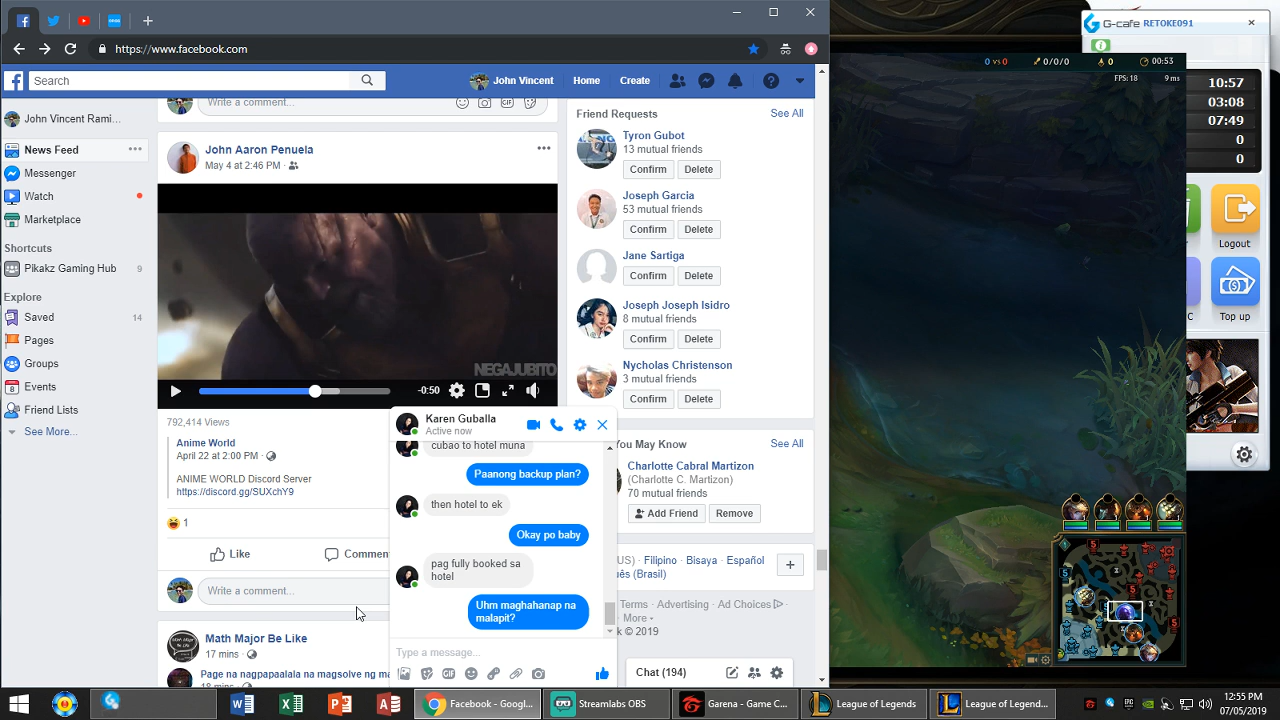 https://www.facebook.com
Search
John Vincent
Home
Create
John Vincent Rami...
News Feed
Messenger
Watch
Marketplace
Shortcuts
Pikakz Gaming Hub 9
Explore
Saved 14
Pages
Groups
Events
Friend Lists
See More...
Write a comment...
GIF
John Aaron Penuela
May 4 at 2:46 PM
NEGAJUBITO
-0:50
792,414 Views
Anime World
April 22 at 2:00 PM
ANIME WORLD Discord Server
https://discord.gg/SUXchY9
1
Like
Commen
Write a comment...
Math Major Be Like
17 mins
Page na nagpapaalala na magsolve ng ma
18 mins
Karen Guballa
Active now
cubao to hotel muna
Paanong backup plan?
then hotel to ek
Okay po baby
pag fully booked sa
hotel
Uhm maghahanap na
malapit?
Type a message...
GIF
Friend Requests
See All
Tyron Gubot
13 mutual friends
Confirm Delete
Joseph Garcia
53 mutual friends
Confirm Delete
Jane Sartiga
Confirm Delete
Joseph Joseph Isidro
8 mutual friends
Confirm Delete
Nycholas Christenson
3 mutual friends
Confirm Delete
You May Know
See All
Charlotte Cabral Martizon
(Charlotte C. Martizon)
70 mutual friends
Add Friend Remove
US) · Filipino · Bisaya · Español
uês (Brasil)
Terms · Advertising · Ad Choices
More
k © 2019
Chat (194)
0 vs 0
0/0/0
0
00:53
FPS: 18
9 ms
G-cafe RETOKE091
10:57
03:08
07:49
0
0
Logout
C
Top up
Facebook - Googl...
Streamlabs OBS
Garena - Game C...
League of Legends
League of Legend...
12:55 PM
07/05/2019